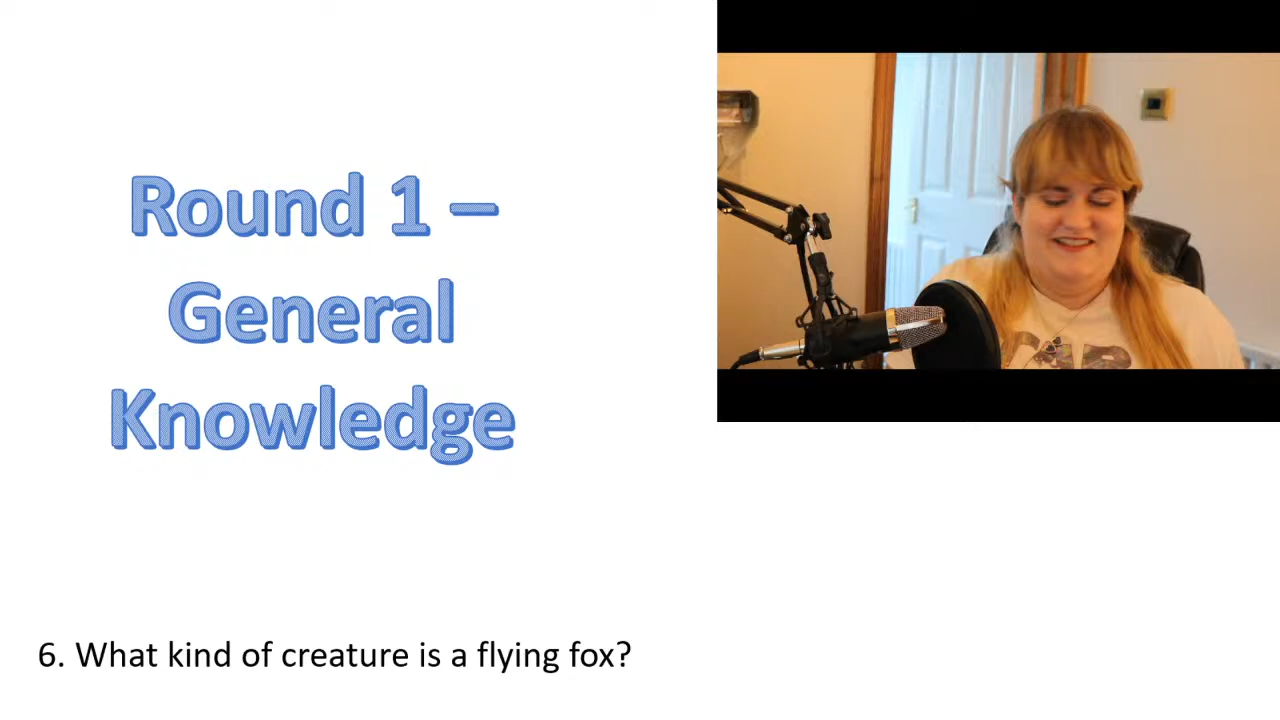 Round 1 –
General
Knowledge
6. What kind of creature is a flying fox?